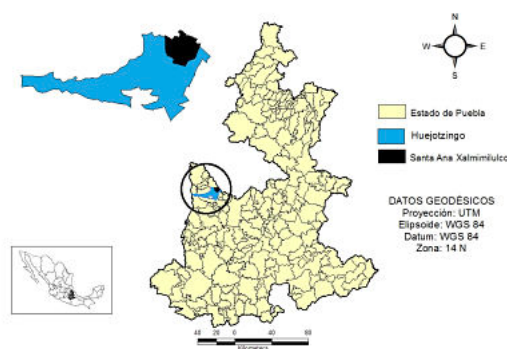 N
W E
S
Estado de Puebla
Huejotzingo
Santa Ana Xalmimilulco
DATOS GEODÉSICOS
Proyección: UTM
Elipsoide: WGS 84
Datum: WGS 84
Zona: 14 N
40 20 0 40 60